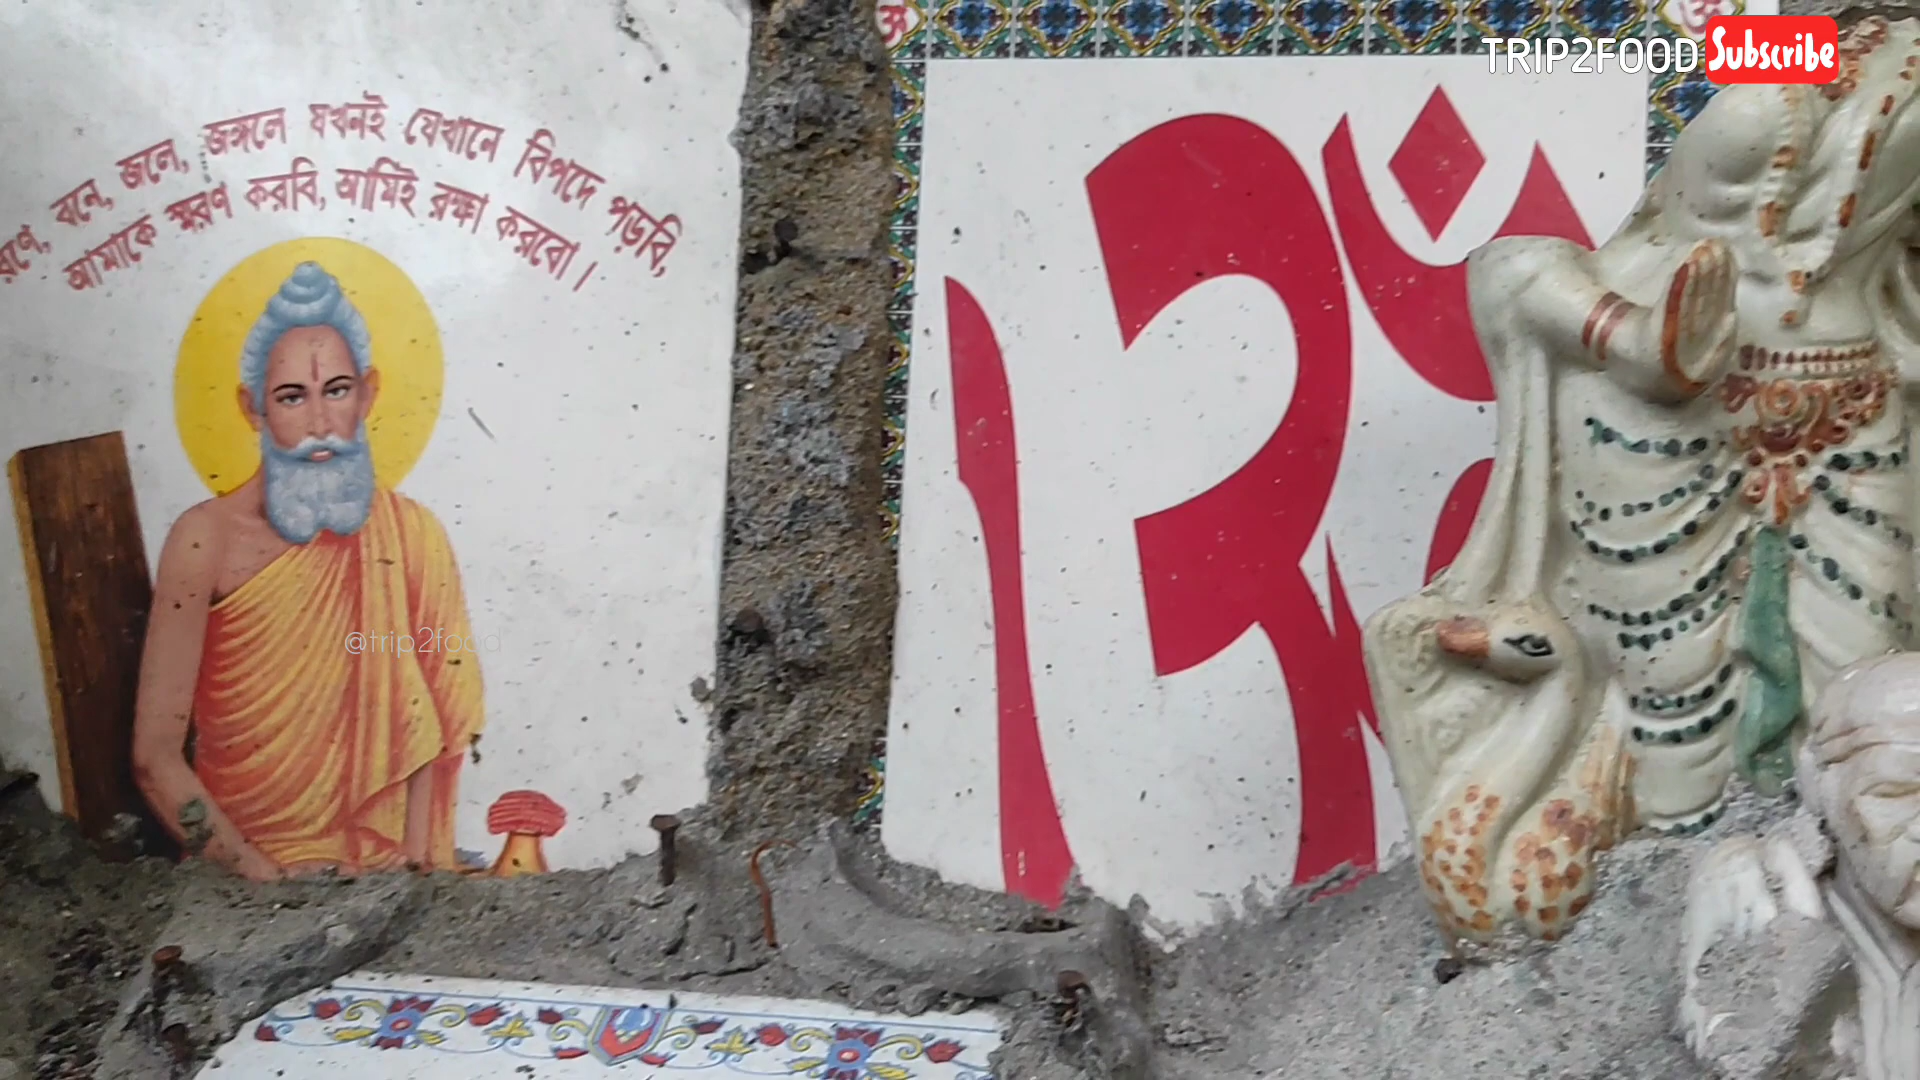 TRIP2FOOD Subscribe
রণে, বনে, জলে, জঙ্গলে যখনই যেখানে বিপদে পড়বি,
আমাকে স্মরণ করবি, আমিই রক্ষা করবো।
ॐ
@trip2food